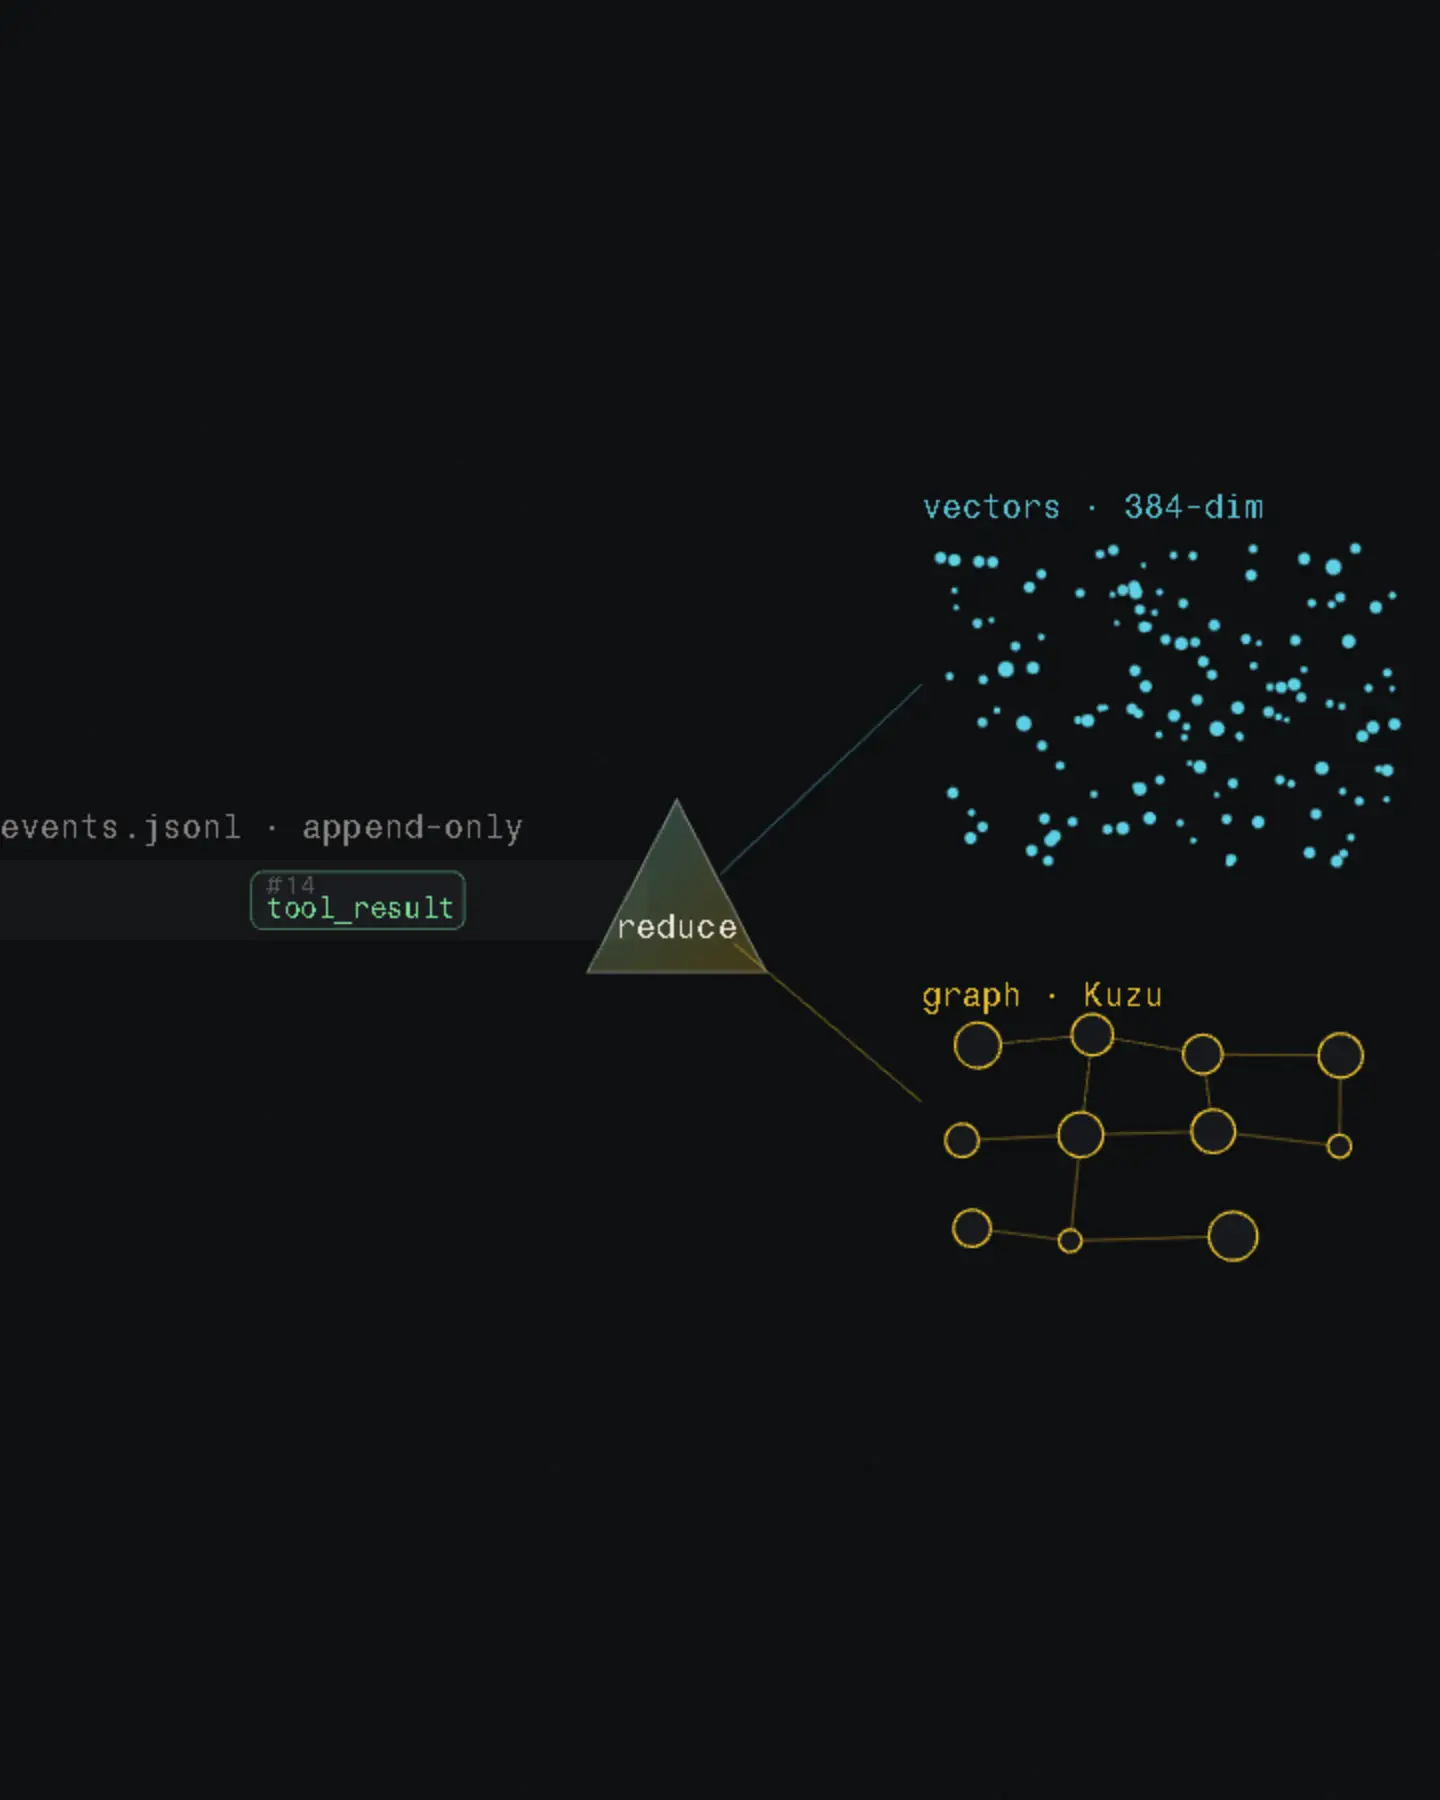 vectors · 384-dim
events.jsonl · append-only
#14
tool_result
reduce
graph · Kuzu